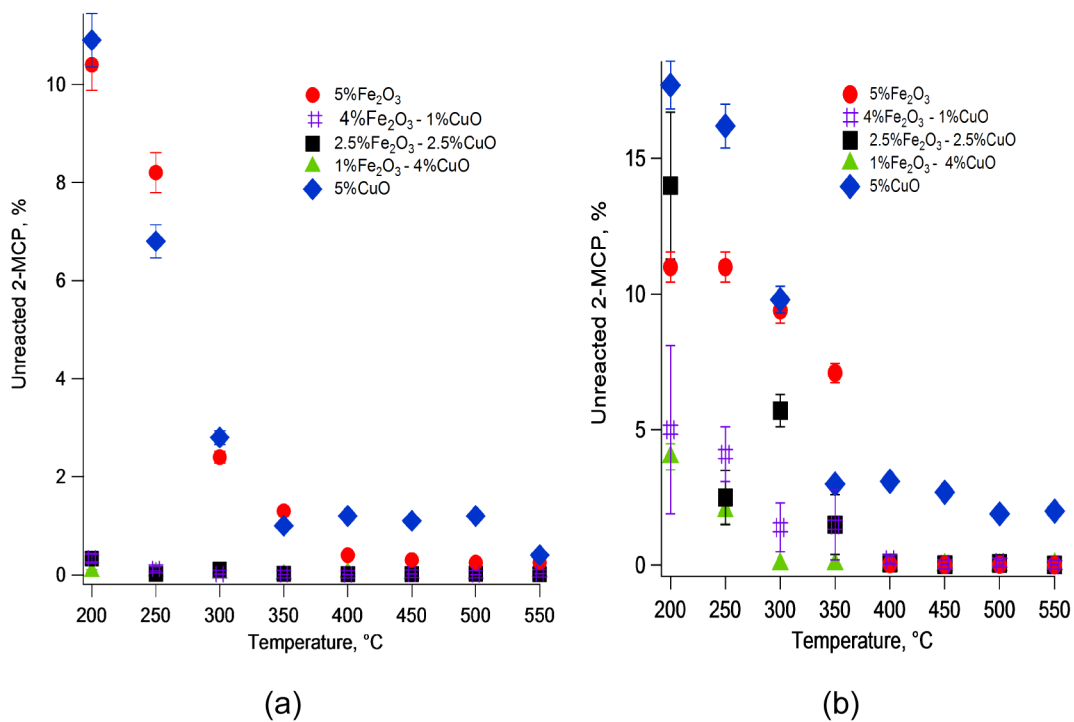 Unreacted 2-MCP, %
10
8
6
4
2
0
5%Fe₂O₃
4%Fe₂O₃ - 1%CuO
2.5%Fe₂O₃ - 2.5%CuO
1%Fe₂O₃ - 4%CuO
5%CuO
200 250 300 350 400 450 500 550
Temperature, °C
(a)
Unreacted 2-MCP, %
15
10
5
0
5%Fe₂O₃
4%Fe₂O₃ - 1%CuO
2.5%Fe₂O₃ - 2.5%CuO
1%Fe₂O₃ - 4%CuO
5%CuO
200 250 300 350 400 450 500 550
Temperature, °C
(b)